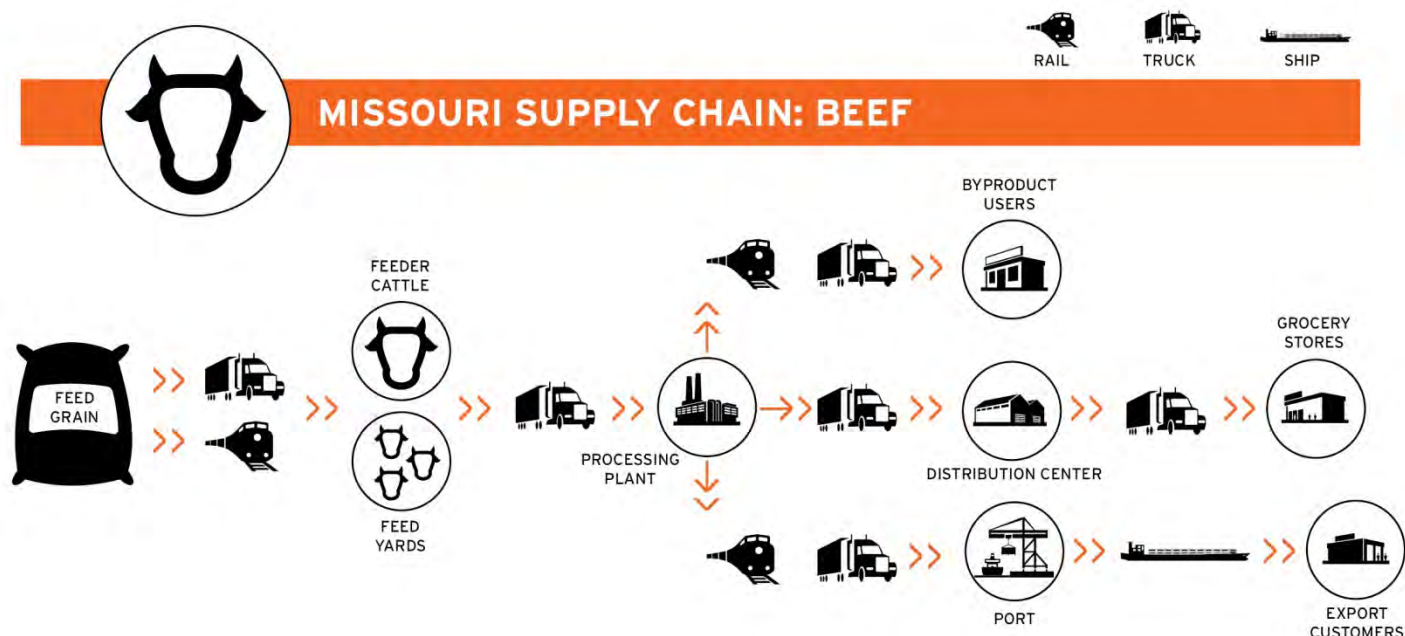 RAIL
TRUCK
SHIP
MISSOURI SUPPLY CHAIN: BEEF
BYPRODUCT
USERS
FEEDER
CATTLE
GROCERY
STORES
FEED
GRAIN
PROCESSING
PLANT
DISTRIBUTION CENTER
FEED
YARDS
PORT
EXPORT
CUSTOMERS